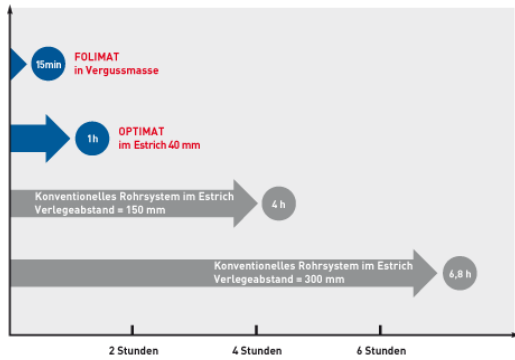 15min
FOLIMAT
in Vergussmasse
1h
OPTIMAT
im Estrich 40 mm
Konventionelles Rohrsystem im Estrich
Verlegeabstand = 150 mm
4 h
Konventionelles Rohrsystem im Estrich
Verlegeabstand = 300 mm
6,8 h
2 Stunden
4 Stunden
6 Stunden